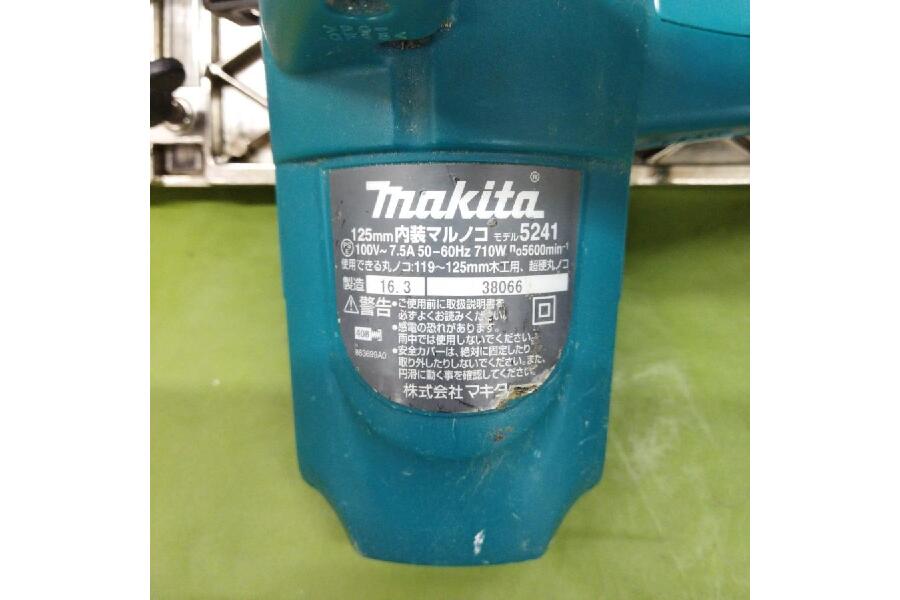 makita®
125mm内装マルノコ モデル5241
100V～7.5A 50-60Hz 710W n₀5600min⁻¹
使用できる丸ノコ:119～125mm木工用、超硬丸ノコ
製造 16.3 38066
⚠警告 •ご使用前に取扱説明書を
必ずよくお読みください。
•感電の恐れがあります。
雨中では使用しないでください。
•安全カバーは、絶対に固定したり
取り外したりしないでください。また、
円滑に動く事を確認してください。
863699A0
株式会社マキタ